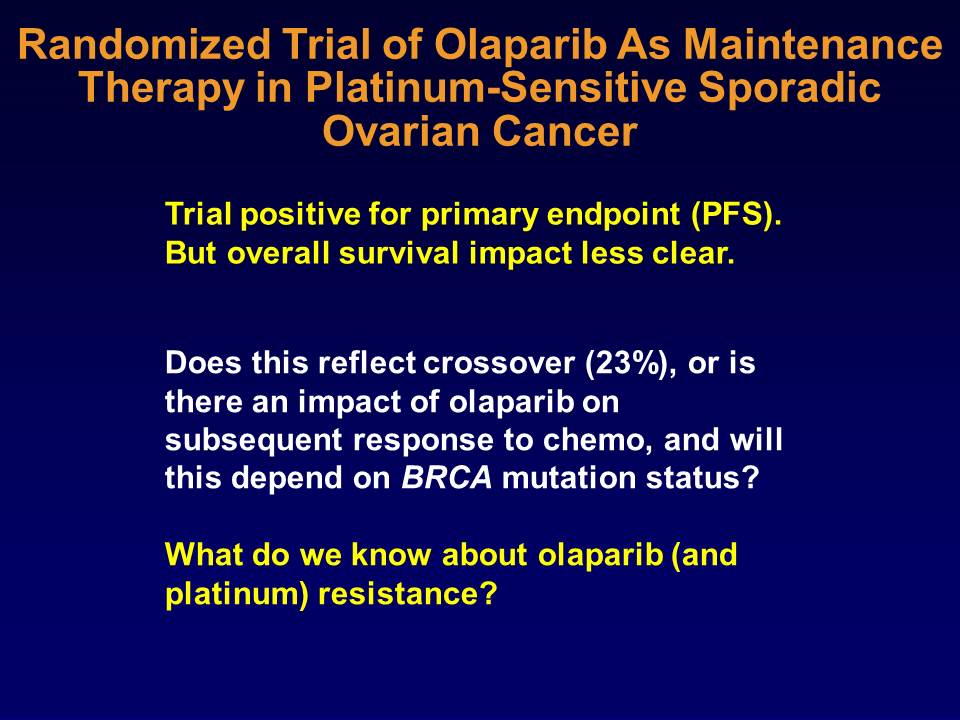 Randomized Trial of Olaparib As Maintenance
Therapy in Platinum-Sensitive Sporadic
Ovarian Cancer
Trial positive for primary endpoint (PFS).
But overall survival impact less clear.
Does this reflect crossover (23%), or is
there an impact of olaparib on
subsequent response to chemo, and will
this depend on BRCA mutation status?
What do we know about olaparib (and
platinum) resistance?